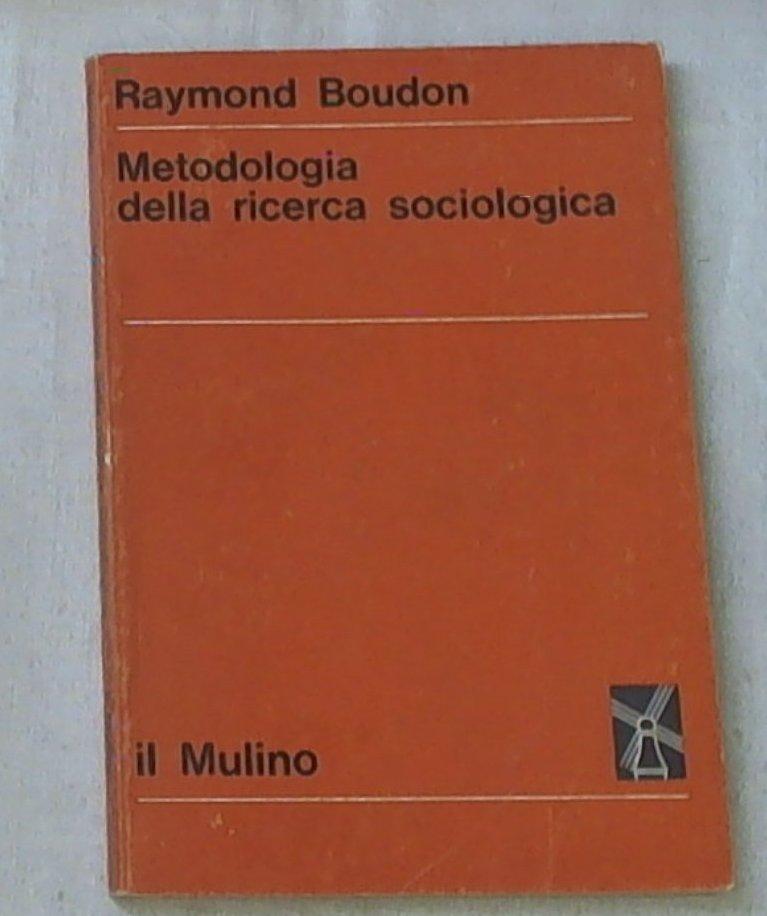 Raymond Boudon
Metodologia
della ricerca sociologica
il Mulino